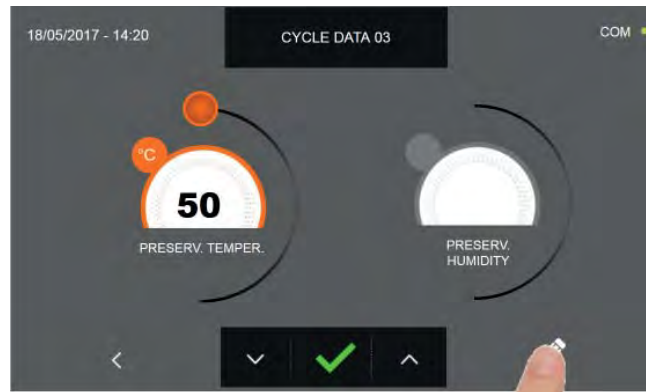 18/05/2017 - 14:20
CYCLE DATA 03
COM
°C
50
PRESERV. TEMPER.
PRESERV.
HUMIDITY